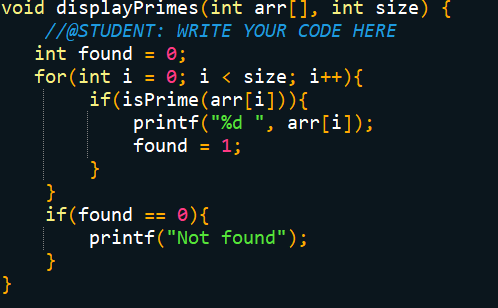 void displayPrimes(int arr[], int size) {
    //@STUDENT: WRITE YOUR CODE HERE
   int found = 0;
   for(int i = 0; i < size; i++){
        if(isPrime(arr[i])){
            printf("%d ", arr[i]);
            found = 1;
        }
    }
    if(found == 0){
        printf("Not found");
    }
}